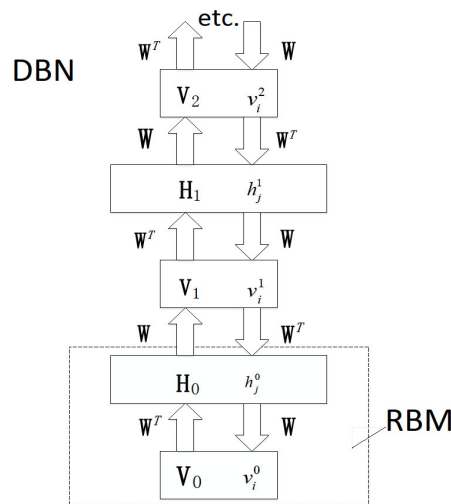 etc.
W^T W
DBN
V_2 v_i^2
W W^T
H_1 h_j^1
W^T W
V_1 v_i^1
W W^T
H_0 h_j^0
RBM
W^T W
V_0 v_i^0